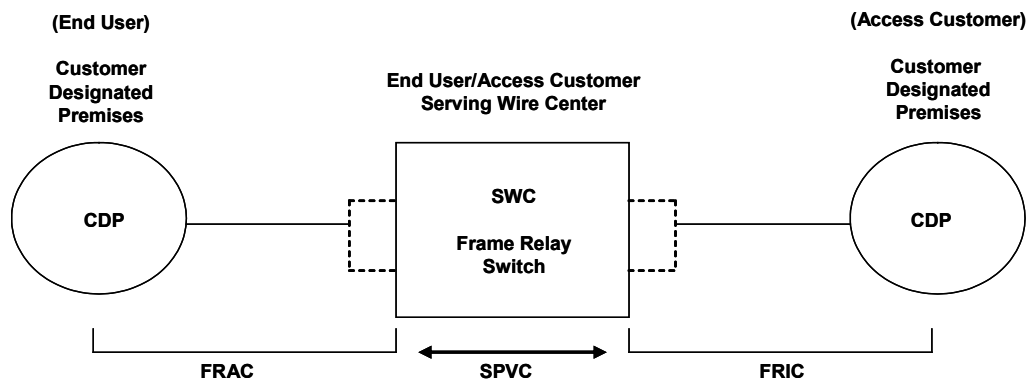 (End User)
Customer
Designated
Premises
End User/Access Customer
Serving Wire Center
(Access Customer)
Customer
Designated
Premises
CDP
SWC
Frame Relay
Switch
CDP
FRAC
SPVC
FRIC